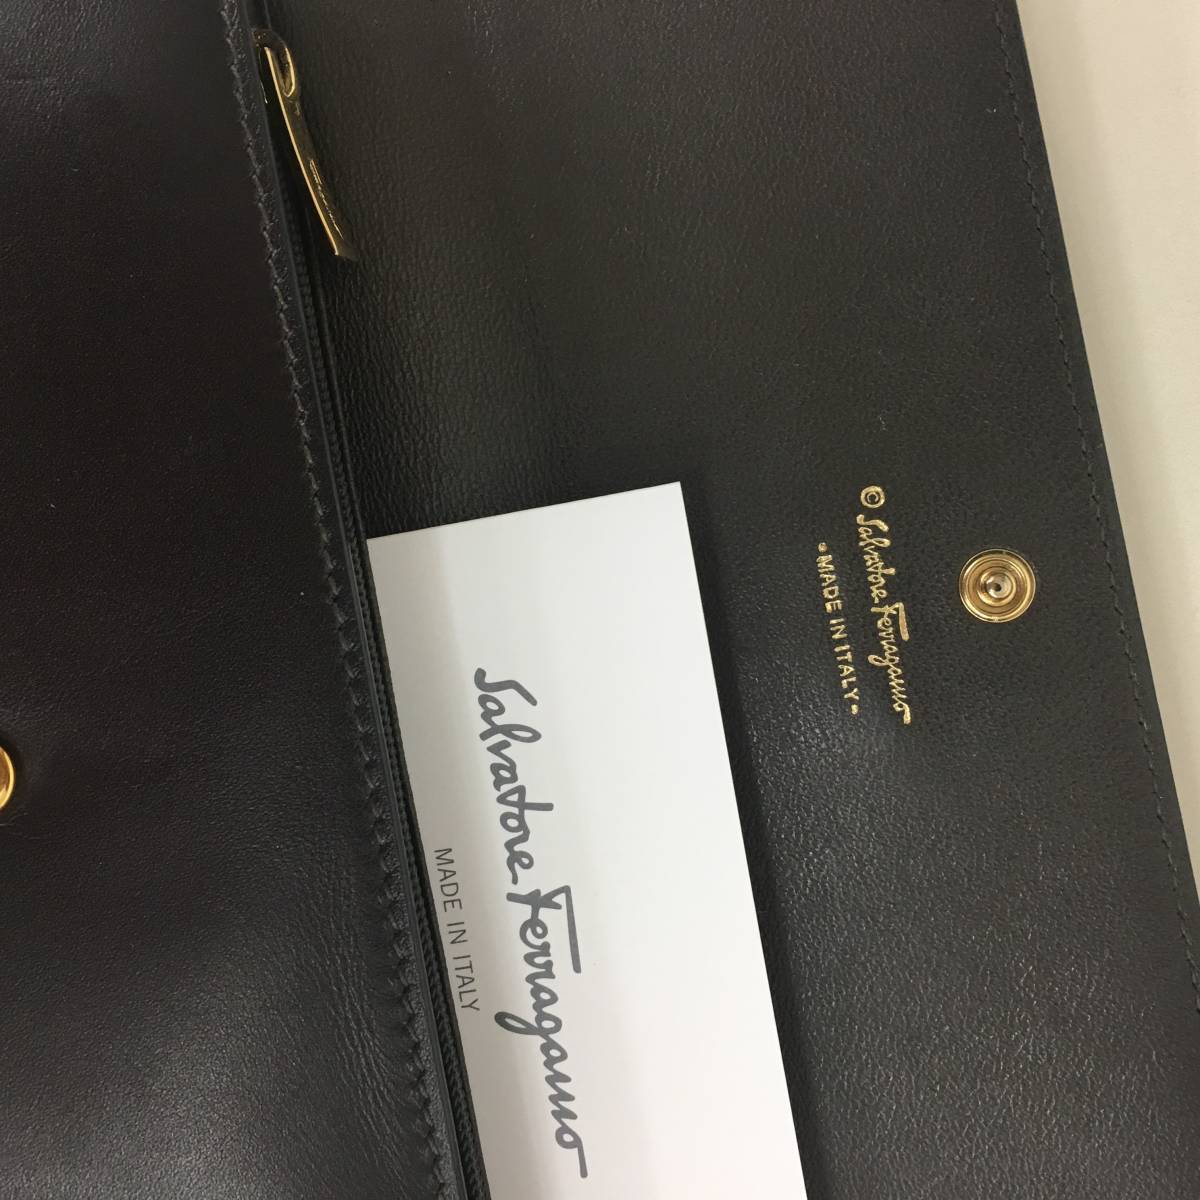 © Salvatore Ferragamo
• MADE IN ITALY •
Salvatore Ferragamo
MADE IN ITALY